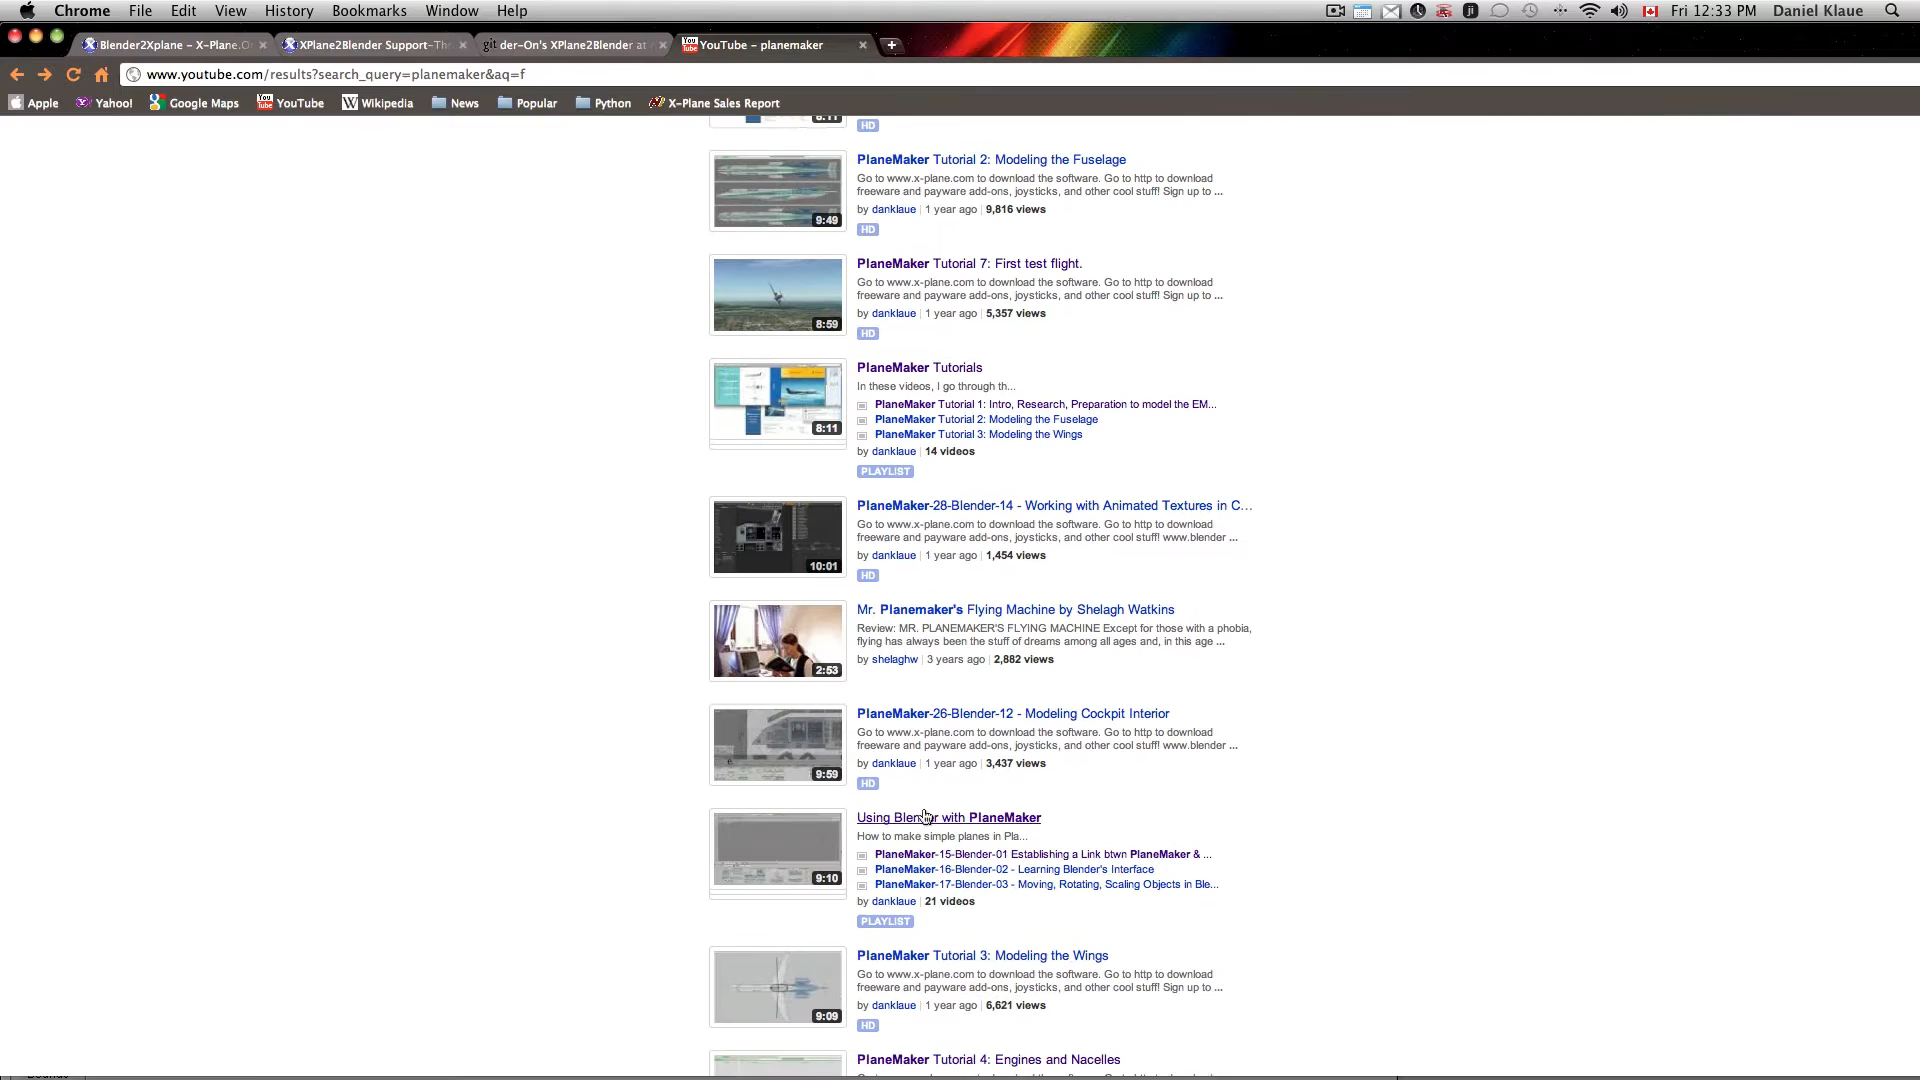 Chrome File Edit View History Bookmarks Window Help Fri 12:33 PM Daniel Klaue
Blender2Xplane – X-Plane.O XPlane2Blender Support-The git der-On's XPlane2Blender at YouTube – planemaker
www.youtube.com/results?search_query=planemaker&aq=f
Apple Yahoo! Google Maps YouTube Wikipedia News Popular Python X-Plane Sales Report
8:11
HD
PlaneMaker Tutorial 2: Modeling the Fuselage
Go to www.x-plane.com to download the software. Go to http to download
freeware and payware add-ons, joysticks, and other cool stuff! Sign up to ...
by danklaue | 1 year ago | 9,816 views
9:49
HD
PlaneMaker Tutorial 7: First test flight.
Go to www.x-plane.com to download the software. Go to http to download
freeware and payware add-ons, joysticks, and other cool stuff! Sign up to ...
by danklaue | 1 year ago | 5,357 views
8:59
HD
PlaneMaker Tutorials
In these videos, I go through th...
PlaneMaker Tutorial 1: Intro, Research, Preparation to model the EM...
PlaneMaker Tutorial 2: Modeling the Fuselage
8:11
PlaneMaker Tutorial 3: Modeling the Wings
by danklaue | 14 videos
PLAYLIST
PlaneMaker-28-Blender-14 - Working with Animated Textures in C...
Go to www.x-plane.com to download the software. Go to http to download
freeware and payware add-ons, joysticks, and other cool stuff! www.blender ...
by danklaue | 1 year ago | 1,454 views
10:01
HD
Mr. Planemaker's Flying Machine by Shelagh Watkins
Review: MR. PLANEMAKER'S FLYING MACHINE Except for those with a phobia,
flying has always been the stuff of dreams among all ages and, in this age ...
by shelaghw | 3 years ago | 2,882 views
2:53
PlaneMaker-26-Blender-12 - Modeling Cockpit Interior
Go to www.x-plane.com to download the software. Go to http to download
freeware and payware add-ons, joysticks, and other cool stuff! www.blender ...
by danklaue | 1 year ago | 3,437 views
9:59
HD
Using Blender with PlaneMaker
How to make simple planes in Pla...
PlaneMaker-15-Blender-01 Establishing a Link btwn PlaneMaker & ...
PlaneMaker-16-Blender-02 - Learning Blender's Interface
9:10
PlaneMaker-17-Blender-03 - Moving, Rotating, Scaling Objects in Ble...
by danklaue | 21 videos
PLAYLIST
PlaneMaker Tutorial 3: Modeling the Wings
Go to www.x-plane.com to download the software. Go to http to download
freeware and payware add-ons, joysticks, and other cool stuff! Sign up to ...
by danklaue | 1 year ago | 6,621 views
9:09
HD
PlaneMaker Tutorial 4: Engines and Nacelles